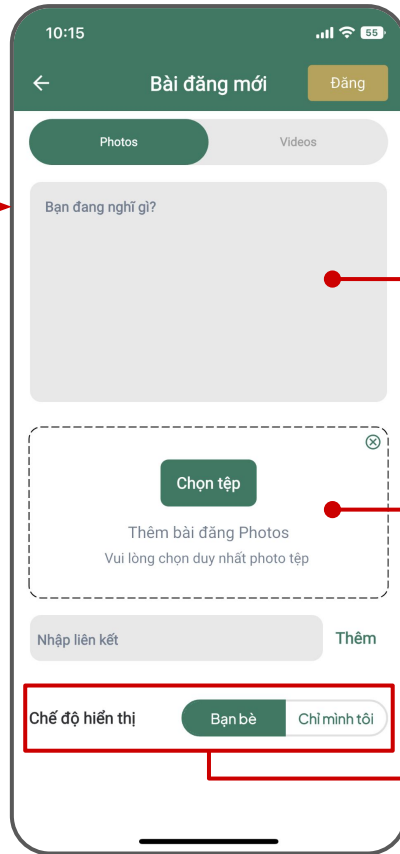 10:15
55
Bài đăng mới
Đăng
Photos
Videos
Bạn đang nghĩ gì?
Chọn tệp
Thêm bài đăng Photos
Vui lòng chọn duy nhất photo tệp
Nhập liên kết
Thêm
Chế độ hiển thị
Bạn bè
Chỉ mình tôi